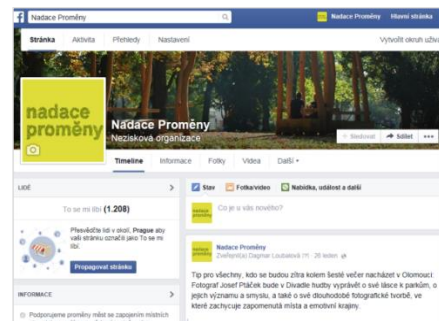 Nadace Proměny
Nadace Proměny Hlavní stránka
Stránka Aktivita Přehledy Nastavení Vytvořit okruh uživa
nadace
proměny
Nadace Proměny
Nezisková organizace
Sledovat Sdílet
Timeline Informace Fotky Videa Další
LIDÉ
To se mi líbí (1.208)
Přesvědčte lidi v okolí, Prague aby
vaši stránku označili jako To se mi
líbí.
Propagovat stránku
INFORMACE
Podporujeme proměny měst se zapojením místních
Stav Fotka/video Nabídka, událost a další
nadace
proměny
Co je u vás nového?
nadace
proměny
Nadace Proměny
Zveřejnil(a) Dagmar Loubalová 26 leden
Tip pro všechny, kdo se budou zítra kolem šesté večer nacházet v Olomouci:
Fotograf Josef Ptáček bude v Divadle hudby vyprávět o své lásce k parkům, o
jejich významu a smyslu, a také o své dlouhodobé fotografické tvorbě, ve
které zachycuje zapomenutá místa a emotivní krajiny.